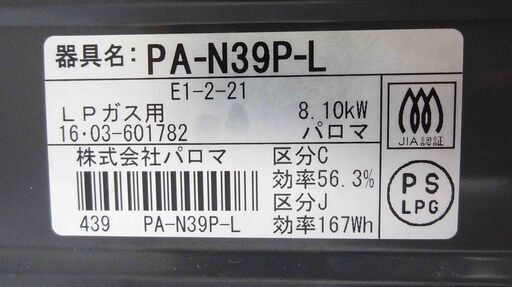 器具名: PA-N39P-L
E1-2-21
LPガス用 8.10kW
16･03-601782 パロマ
株式会社パロマ 区分C
効率56.3%
区分J
439 PA-N39P-L 効率167Wh
JIA認証
PS
LPG